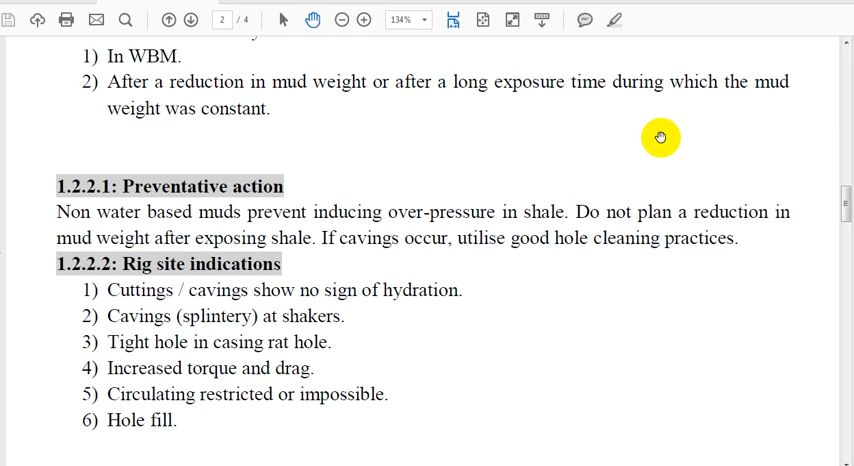 2 / 4
134%
1) In WBM.
2) After a reduction in mud weight or after a long exposure time during which the mud
weight was constant.
1.2.2.1: Preventative action
Non water based muds prevent inducing over-pressure in shale. Do not plan a reduction in
mud weight after exposing shale. If cavings occur, utilise good hole cleaning practices.
1.2.2.2: Rig site indications
1) Cuttings / cavings show no sign of hydration.
2) Cavings (splintery) at shakers.
3) Tight hole in casing rat hole.
4) Increased torque and drag.
5) Circulating restricted or impossible.
6) Hole fill.